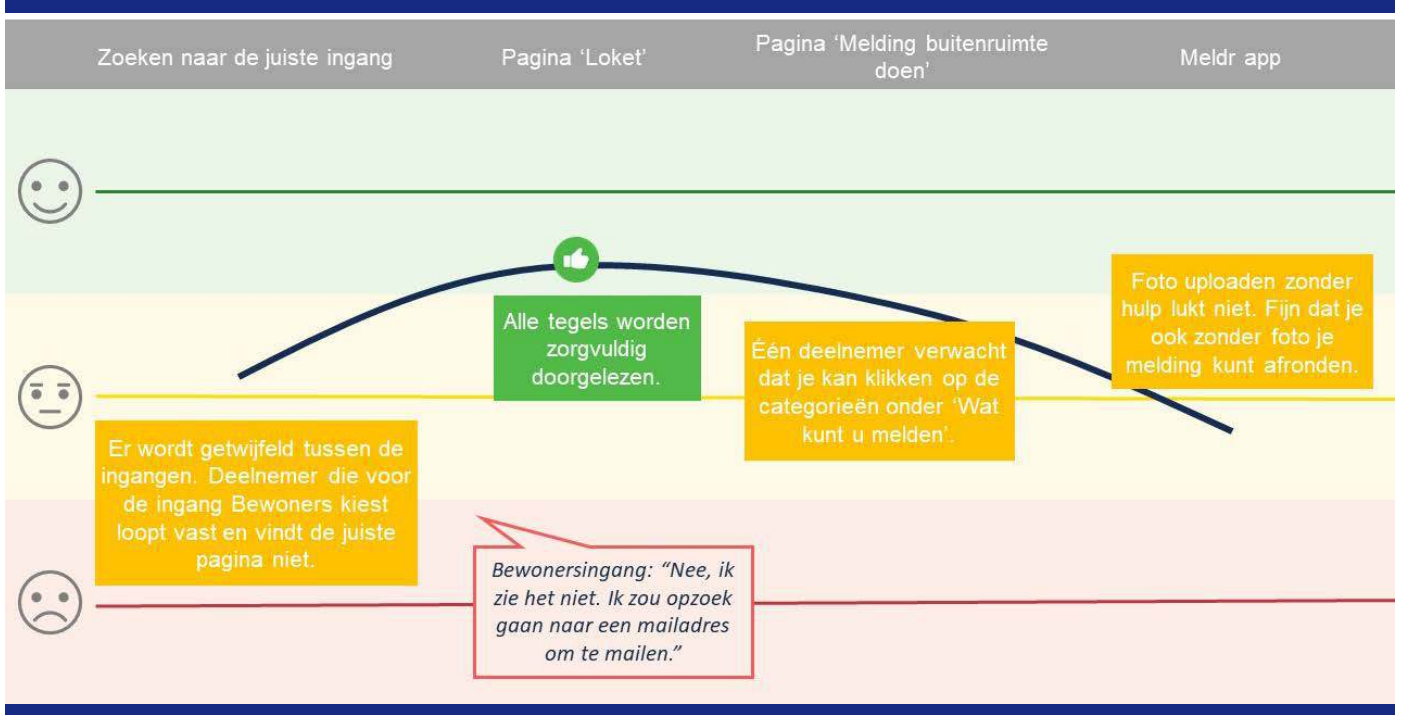 Zoeken naar de juiste ingang
Pagina ‘Loket’
Pagina ‘Melding buitenruimte
doen’
Meldr app
Alle tegels worden
zorgvuldig
doorgelezen.
Één deelnemer verwacht
dat je kan klikken op de
categorieën onder ‘Wat
kunt u melden’.
Foto uploaden zonder
hulp lukt niet. Fijn dat je
ook zonder foto je
melding kunt afronden.
Er wordt getwijfeld tussen de
ingangen. Deelnemer die voor
de ingang Bewoners kiest
loopt vast en vindt de juiste
pagina niet.
Bewonersingang: “Nee, ik
zie het niet. Ik zou opzoek
gaan naar een mailadres
om te mailen.”